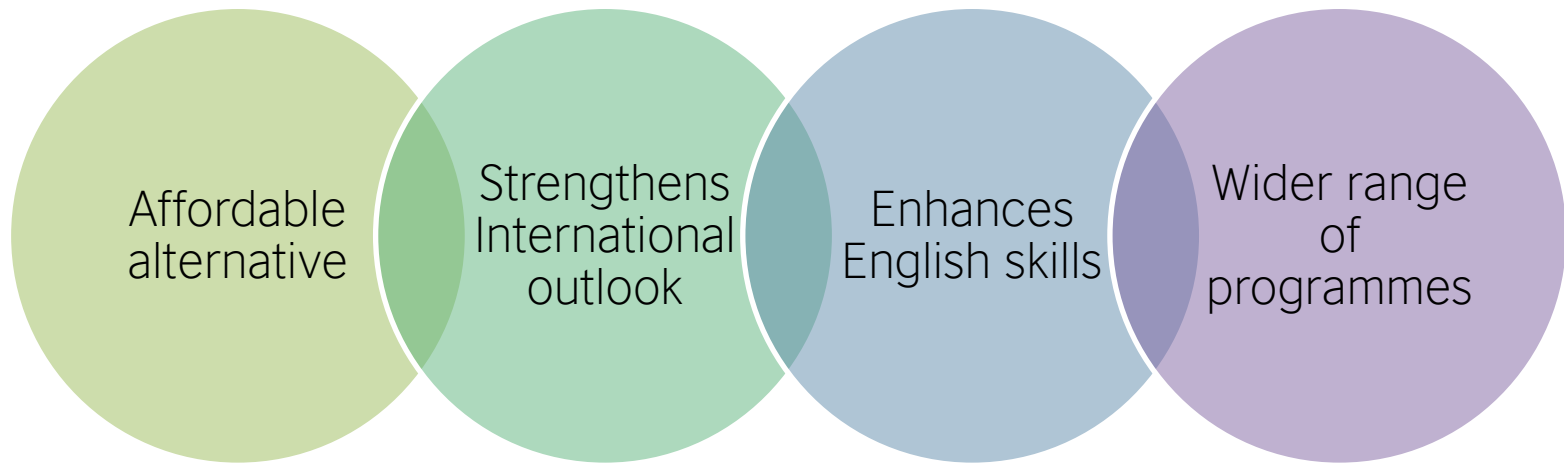 Affordable
alternative
Strengthens
International
outlook
Enhances
English skills
Wider range
of
programmes